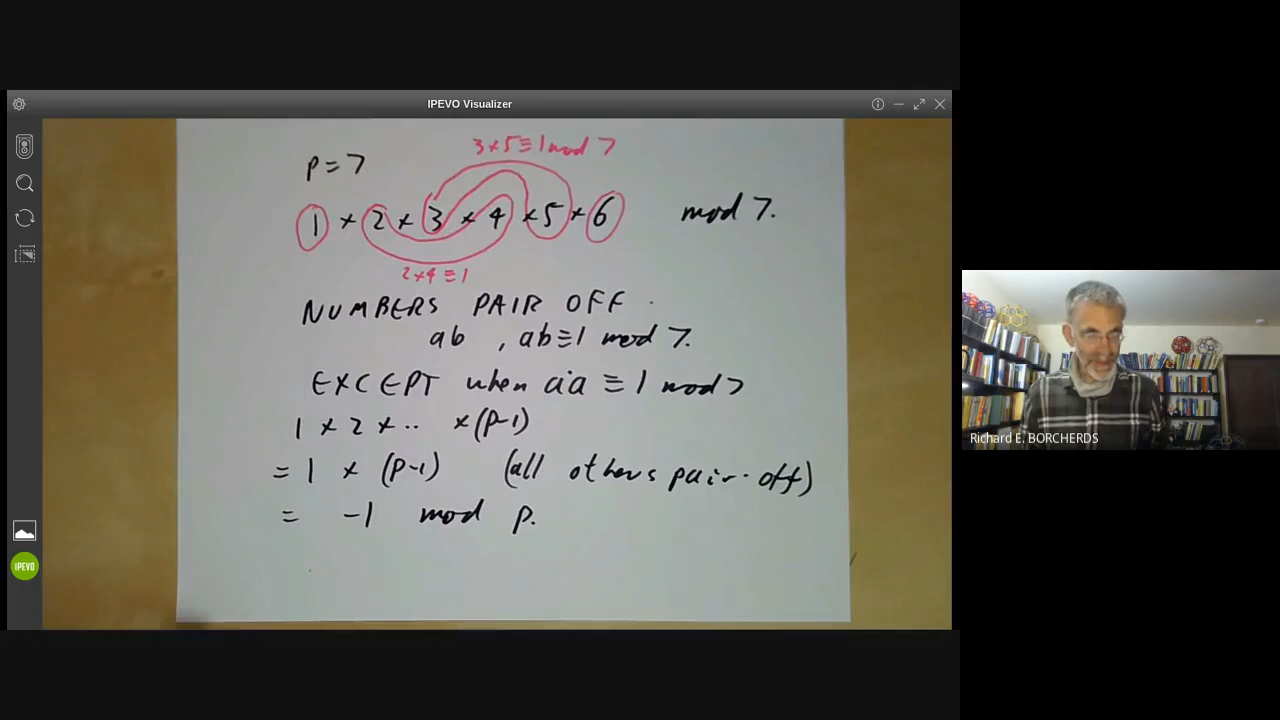 IPEVO Visualizer
3 × 5 ≡ 1 mod 7
p = 7
1 × 2 × 3 × 4 × 5 × 6 mod 7.
2 × 4 ≡ 1
NUMBERS PAIR OFF.
ab , ab ≡ 1 mod 7.
EXCEPT when a·a ≡ 1 mod 7
1 × 2 × .. × (p-1)
= 1 × (p-1) (all others pair off)
= -1 mod p.
IPEVO
Richard E. BORCHERDS